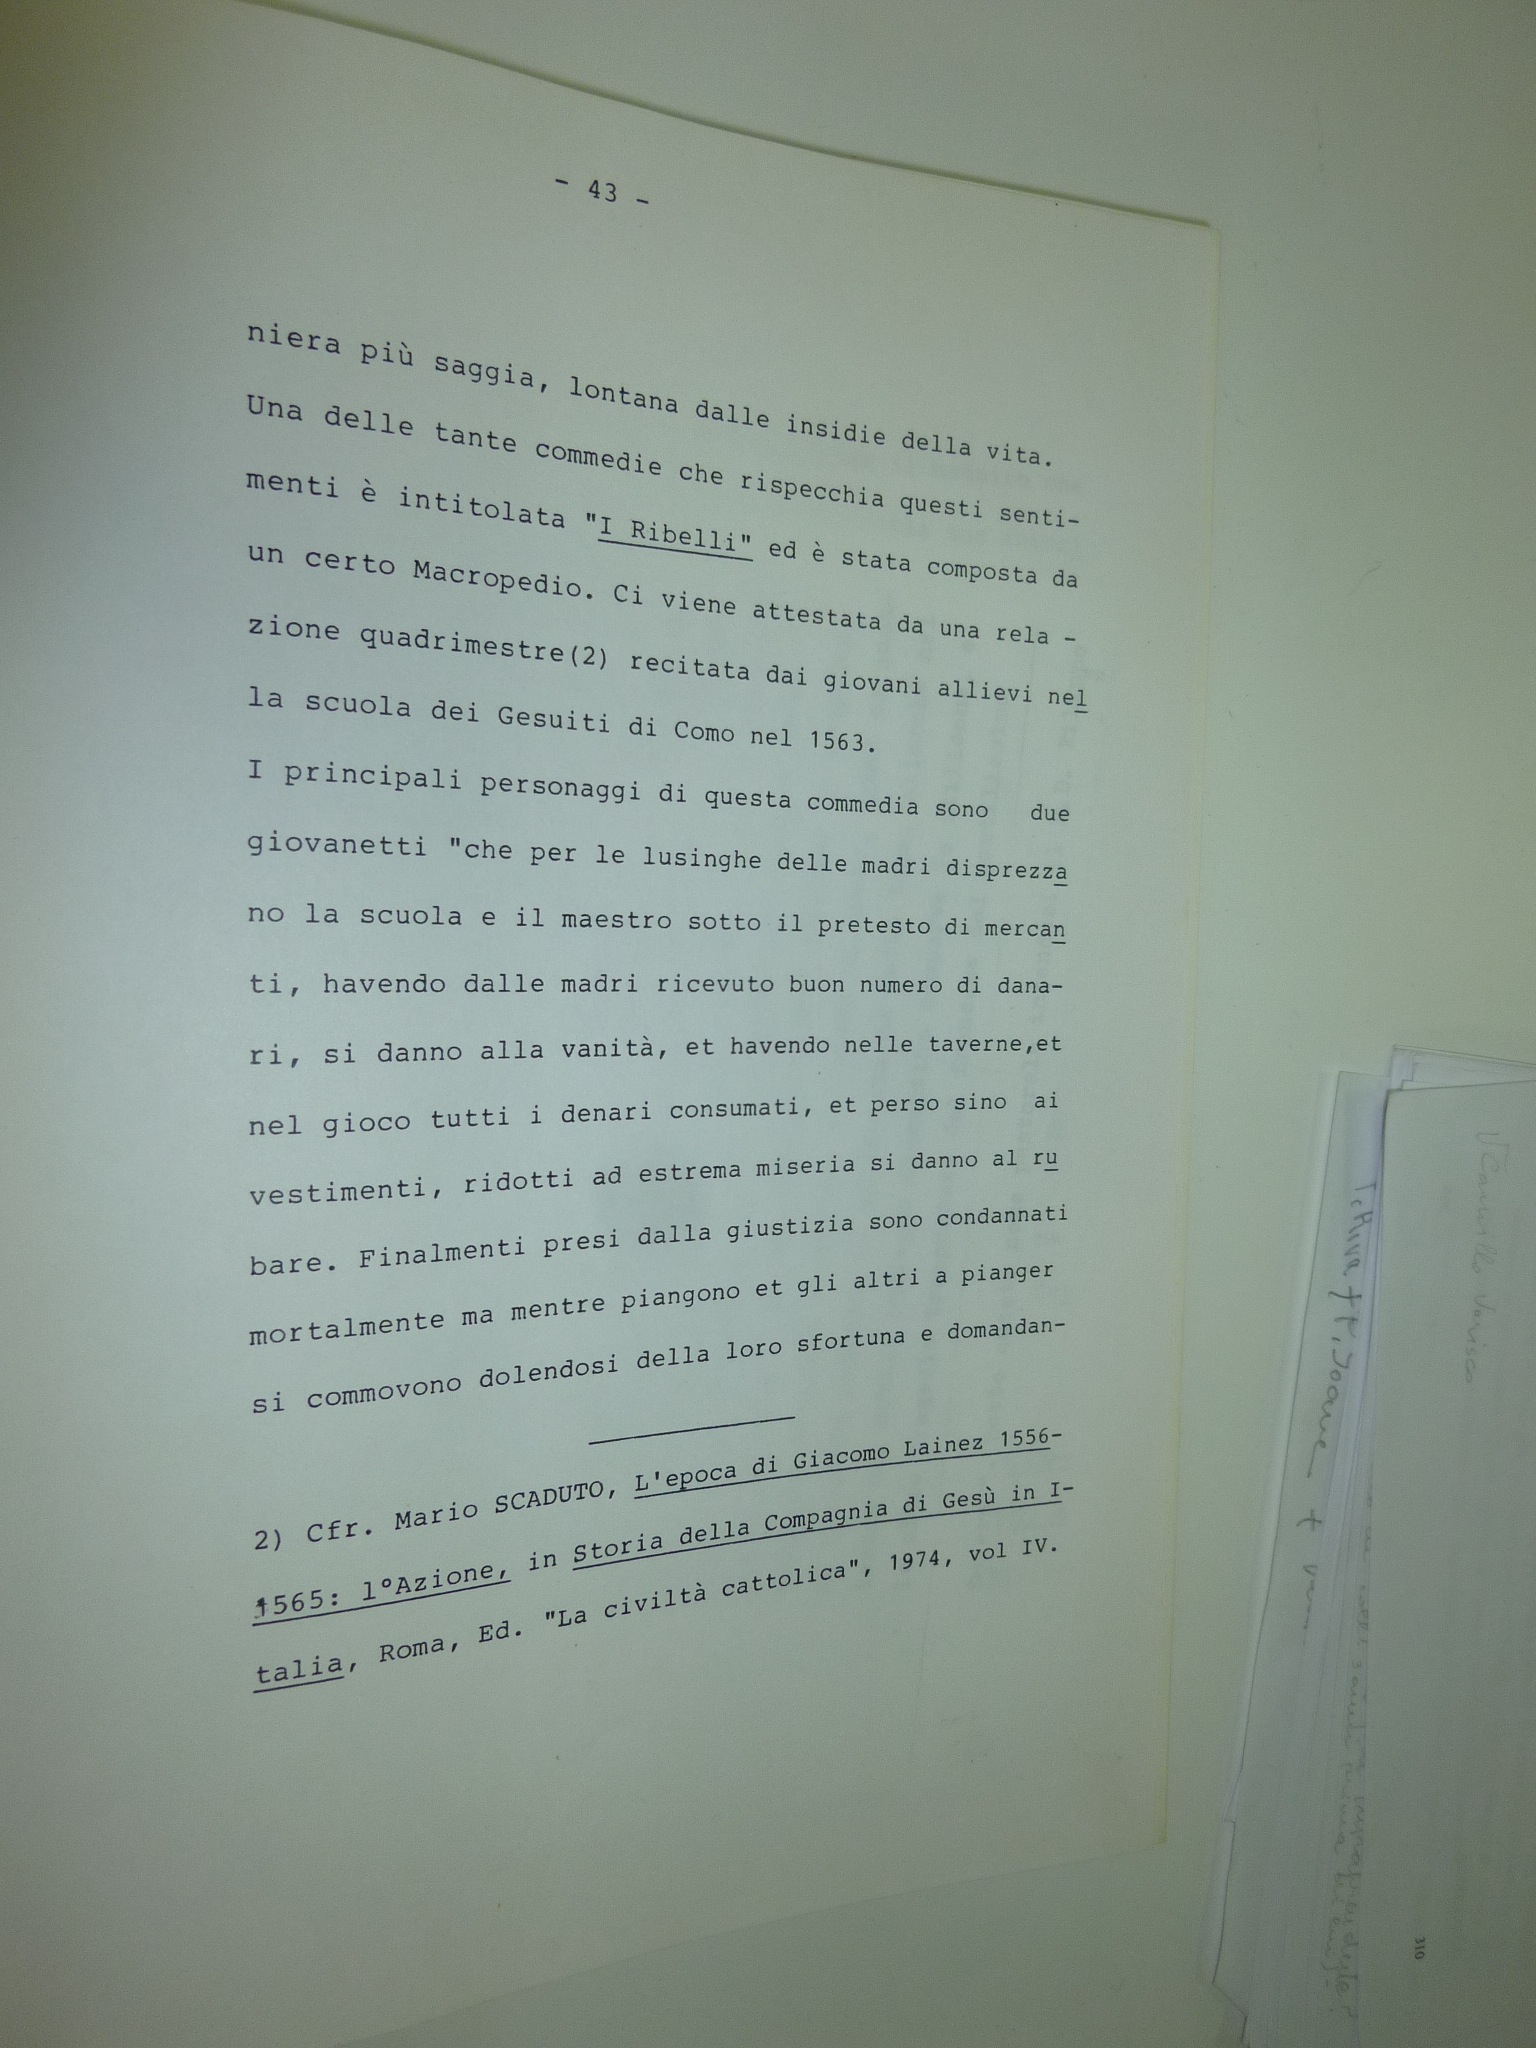 - 43 -
niera più saggia, lontana dalle insidie della vita.
Una delle tante commedie che rispecchia questi senti-
menti è intitolata "I Ribelli" ed è stata composta da
un certo Macropedio. Ci viene attestata da una rela -
zione quadrimestre(2) recitata dai giovani allievi nel
la scuola dei Gesuiti di Como nel 1563.
I principali personaggi di questa commedia sono due
giovanetti "che per le lusinghe delle madri disprezza
no la scuola e il maestro sotto il pretesto di mercan
ti, havendo dalle madri ricevuto buon numero di dana-
ri, si danno alla vanità, et havendo nelle taverne,et
nel gioco tutti i denari consumati, et perso sino ai
vestimenti, ridotti ad estrema miseria si danno al ru
bare. Finalmenti presi dalla giustizia sono condannati
mortalmente ma mentre piangono et gli altri a pianger
si commovono dolendosi della loro sfortuna e domandan-
2) Cfr. Mario SCADUTO, L'epoca di Giacomo Lainez 1556-
1565: l°Azione, in Storia della Compagnia di Gesù in I-
talia, Roma, Ed. "La civiltà cattolica", 1974, vol IV.
310